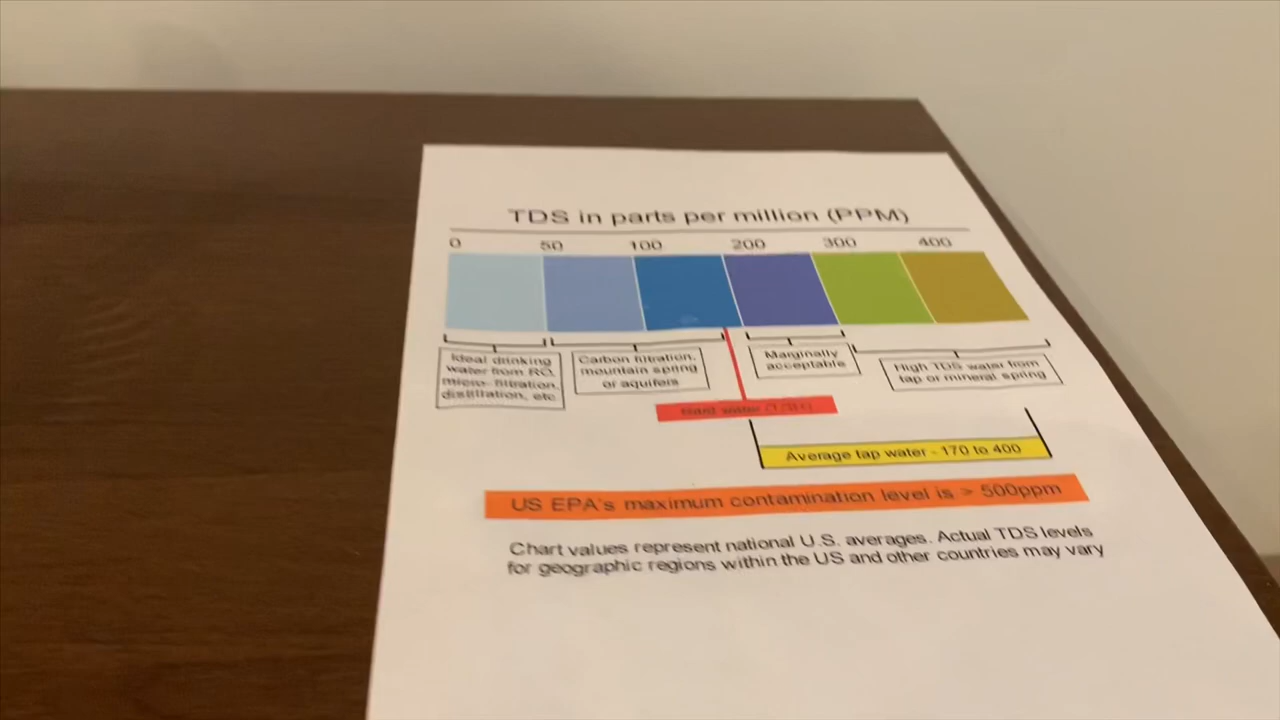 TDS in parts per million (PPM)
0 50 100 200 300 400
Ideal drinking
water from RO,
micro-filtration,
distillation, etc
Carbon filtration,
mountain spring
or aquifers
Marginally
acceptable
High TDS water from
tap or mineral spring
Hard water
Average tap water - 170 to 400
US EPA's maximum contamination level is > 500ppm
Chart values represent national U.S. averages. Actual TDS levels
for geographic regions within the US and other countries may vary